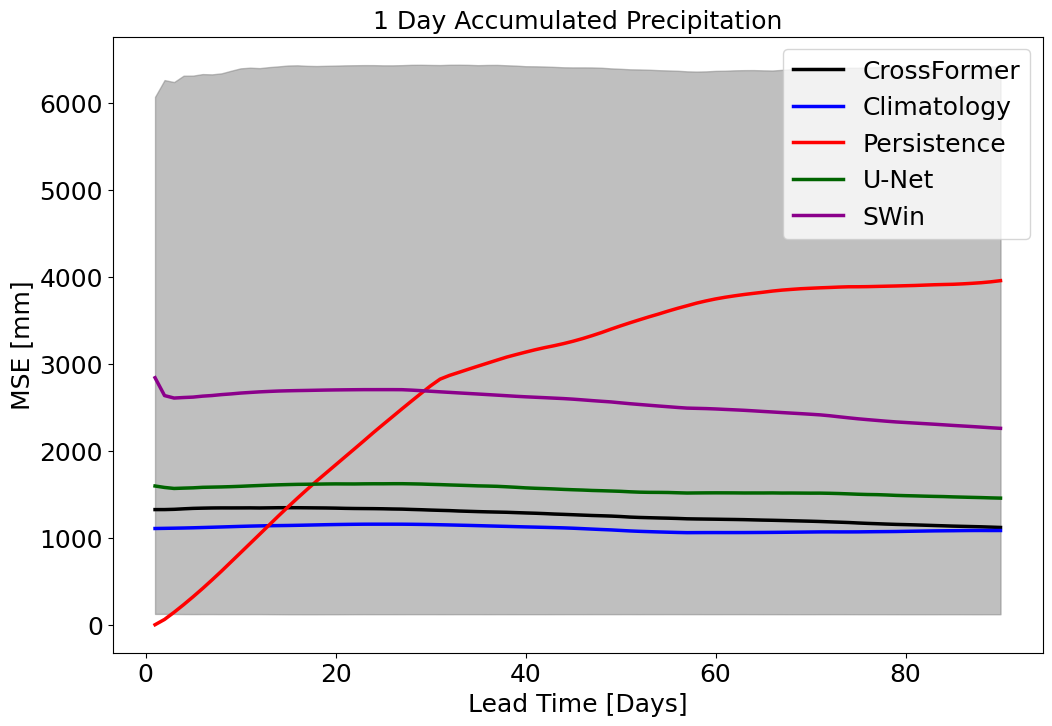 1 Day Accumulated Precipitation
MSE [mm]
6000
5000
4000
3000
2000
1000
0
CrossFormer
Climatology
Persistence
U-Net
SWin
0 20 40 60 80
Lead Time [Days]